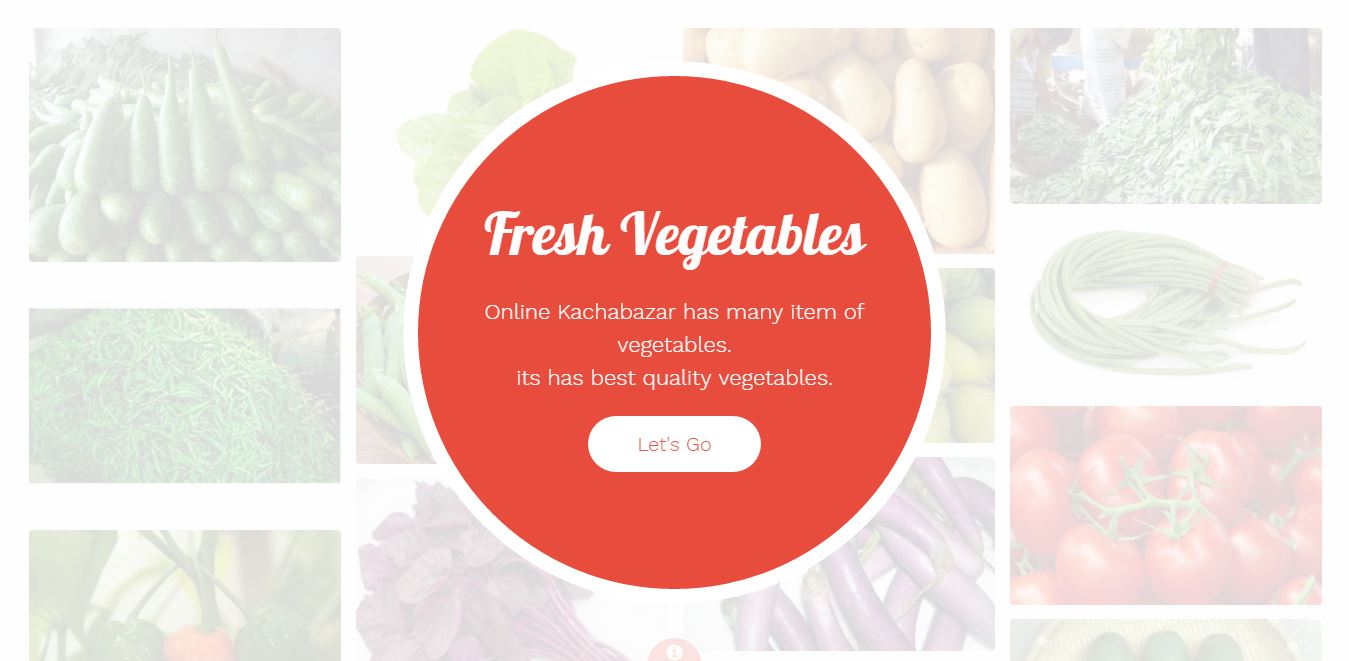 Fresh Vegetables
Online Kachabazar has many item of
vegetables.
its has best quality vegetables.
Let's Go